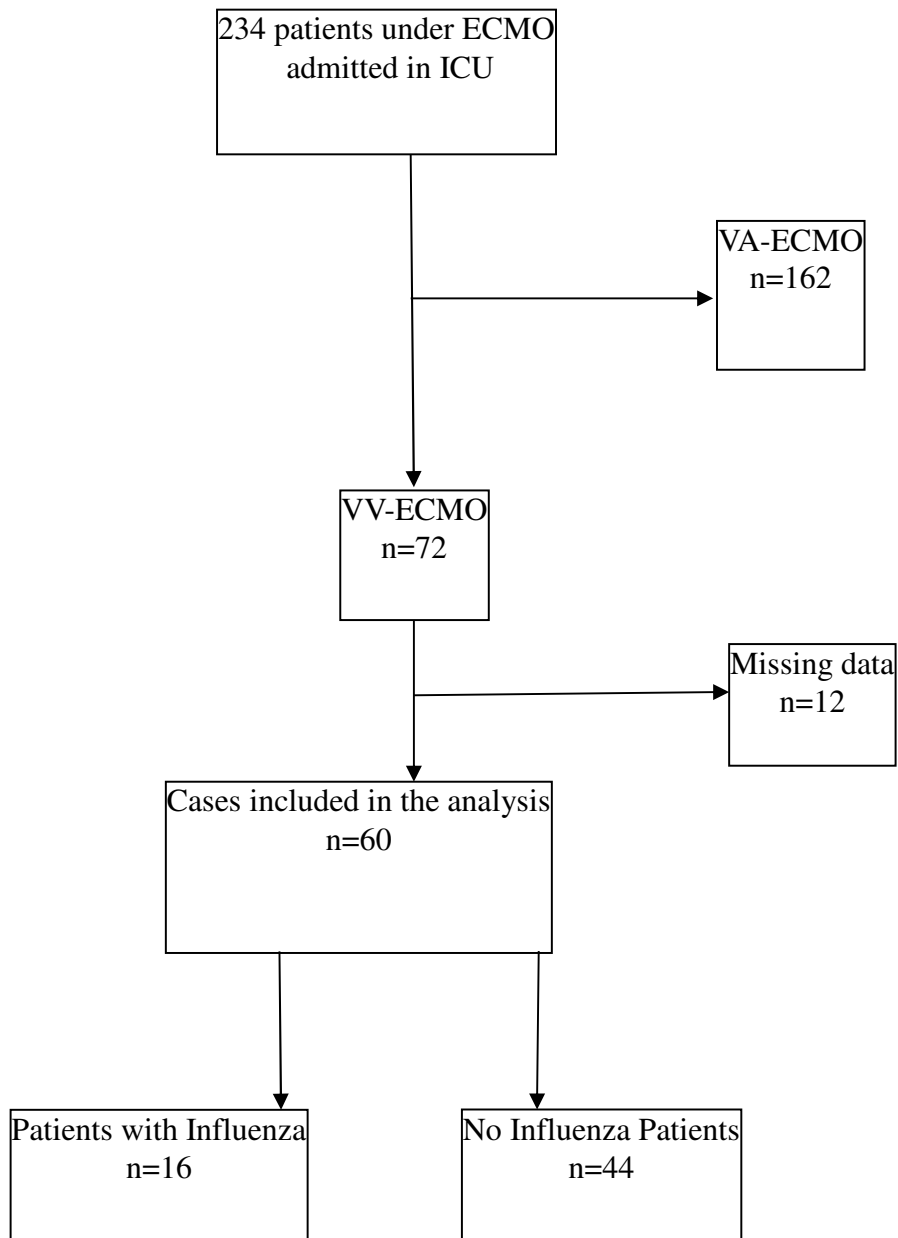 234 patients under ECMO
admitted in ICU
VA-ECMO
n=162
VV-ECMO
n=72
Missing data
n=12
Cases included in the analysis
n=60
Patients with Influenza
n=16
No Influenza Patients
n=44